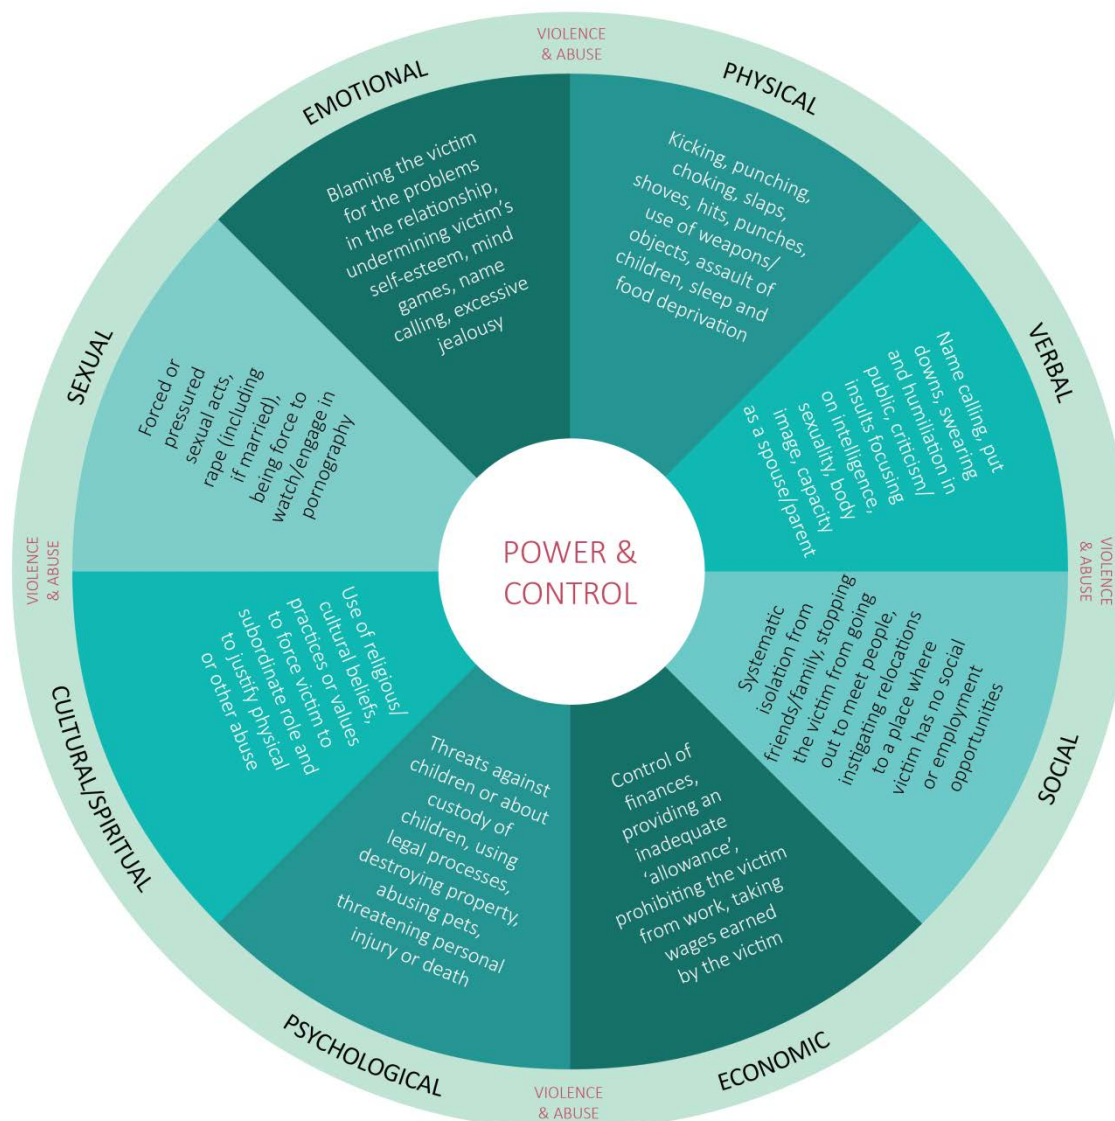 VIOLENCE
& ABUSE
PHYSICAL
Kicking, punching,
choking, slaps,
shoves, hits, punches,
use of weapons/
objects, assault of
children, sleep and
food deprivation
VERBAL
Name calling, put
downs, swearing
and humiliation in
public, criticism/
insults focusing
on intelligence,
sexuality, body
image, capacity
as a spouse/parent
VIOLENCE
& ABUSE
SOCIAL
Systematic
isolation from
friends/family, stopping
the victim from going
out to meet people,
instigating relocations
to a place where
victim has no social
or employment
opportunities
ECONOMIC
Control of
finances,
providing an
inadequate
‘allowance’,
prohibiting the victim
from work, taking
wages earned
by the victim
VIOLENCE
& ABUSE
PSYCHOLOGICAL
Threats against
children or about
custody of
children, using
legal processes,
destroying property,
abusing pets,
threatening personal
injury or death
CULTURAL/SPIRITUAL
Use of religious/
cultural beliefs,
practices or values
to force victim to
subordinate role and
to justify physical
or other abuse
VIOLENCE
& ABUSE
SEXUAL
Forced or
pressured
sexual acts,
rape (including
if married),
being force to
watch/engage in
pornography
EMOTIONAL
Blaming the victim
for the problems
in the relationship,
undermining victim’s
self-esteem, mind
games, name
calling, excessive
jealousy
POWER &
CONTROL